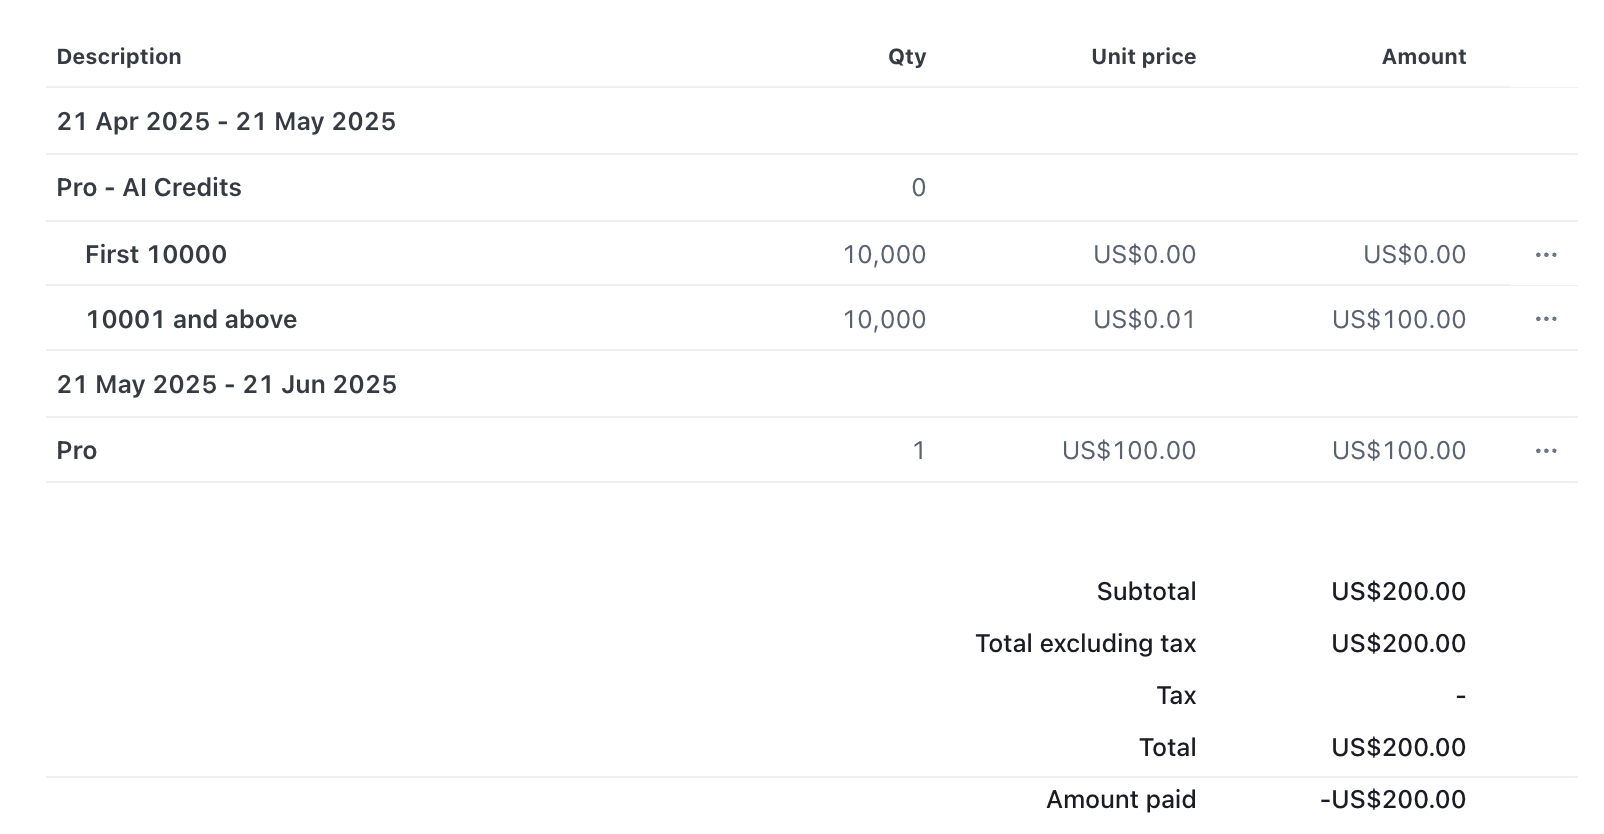 Description Qty Unit price Amount
21 Apr 2025 - 21 May 2025
Pro - AI Credits 0
First 10000 10,000 US$0.00 US$0.00 ...
10001 and above 10,000 US$0.01 US$100.00 ...
21 May 2025 - 21 Jun 2025
Pro 1 US$100.00 US$100.00 ...
Subtotal US$200.00
Total excluding tax US$200.00
Tax -
Total US$200.00
Amount paid -US$200.00